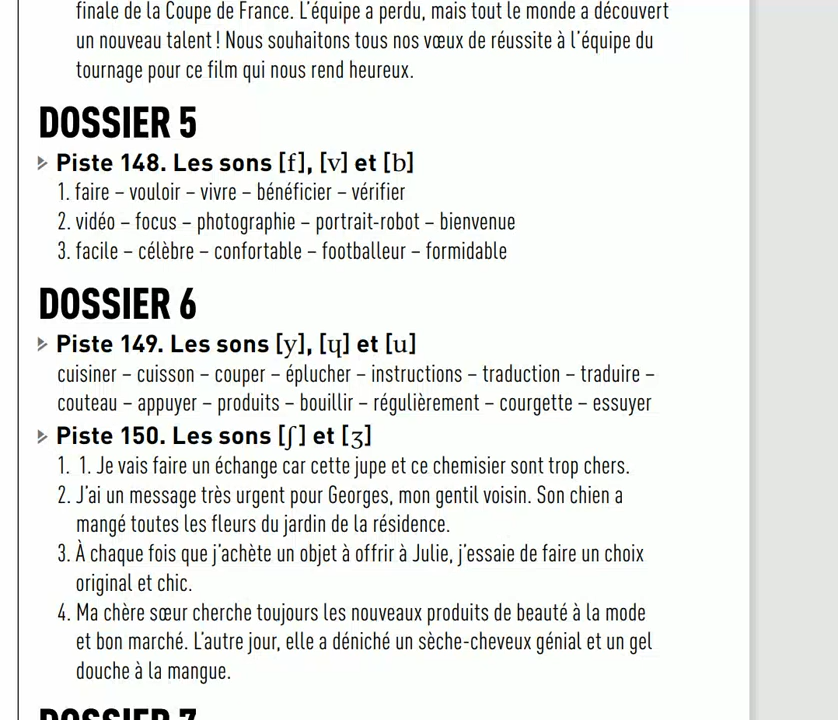 finale de la Coupe de France. L'équipe a perdu, mais tout le monde a découvert
un nouveau talent ! Nous souhaitons tous nos vœux de réussite à l'équipe du
tournage pour ce film qui nous rend heureux.
DOSSIER 5
Piste 148. Les sons [f], [v] et [b]
1. faire – vouloir – vivre – bénéficier – vérifier
2. vidéo – focus – photographie – portrait-robot – bienvenue
3. facile – célèbre – confortable – footballeur – formidable
DOSSIER 6
Piste 149. Les sons [y], [ɥ] et [u]
cuisiner – cuisson – couper – éplucher – instructions – traduction – traduire –
couteau – appuyer – produits – bouillir – régulièrement – courgette – essuyer
Piste 150. Les sons [ʃ] et [ʒ]
1. 1. Je vais faire un échange car cette jupe et ce chemisier sont trop chers.
2. J'ai un message très urgent pour Georges, mon gentil voisin. Son chien a
mangé toutes les fleurs du jardin de la résidence.
3. À chaque fois que j'achète un objet à offrir à Julie, j'essaie de faire un choix
original et chic.
4. Ma chère sœur cherche toujours les nouveaux produits de beauté à la mode
et bon marché. L'autre jour, elle a déniché un sèche-cheveux génial et un gel
douche à la mangue.
DOSSIER 7